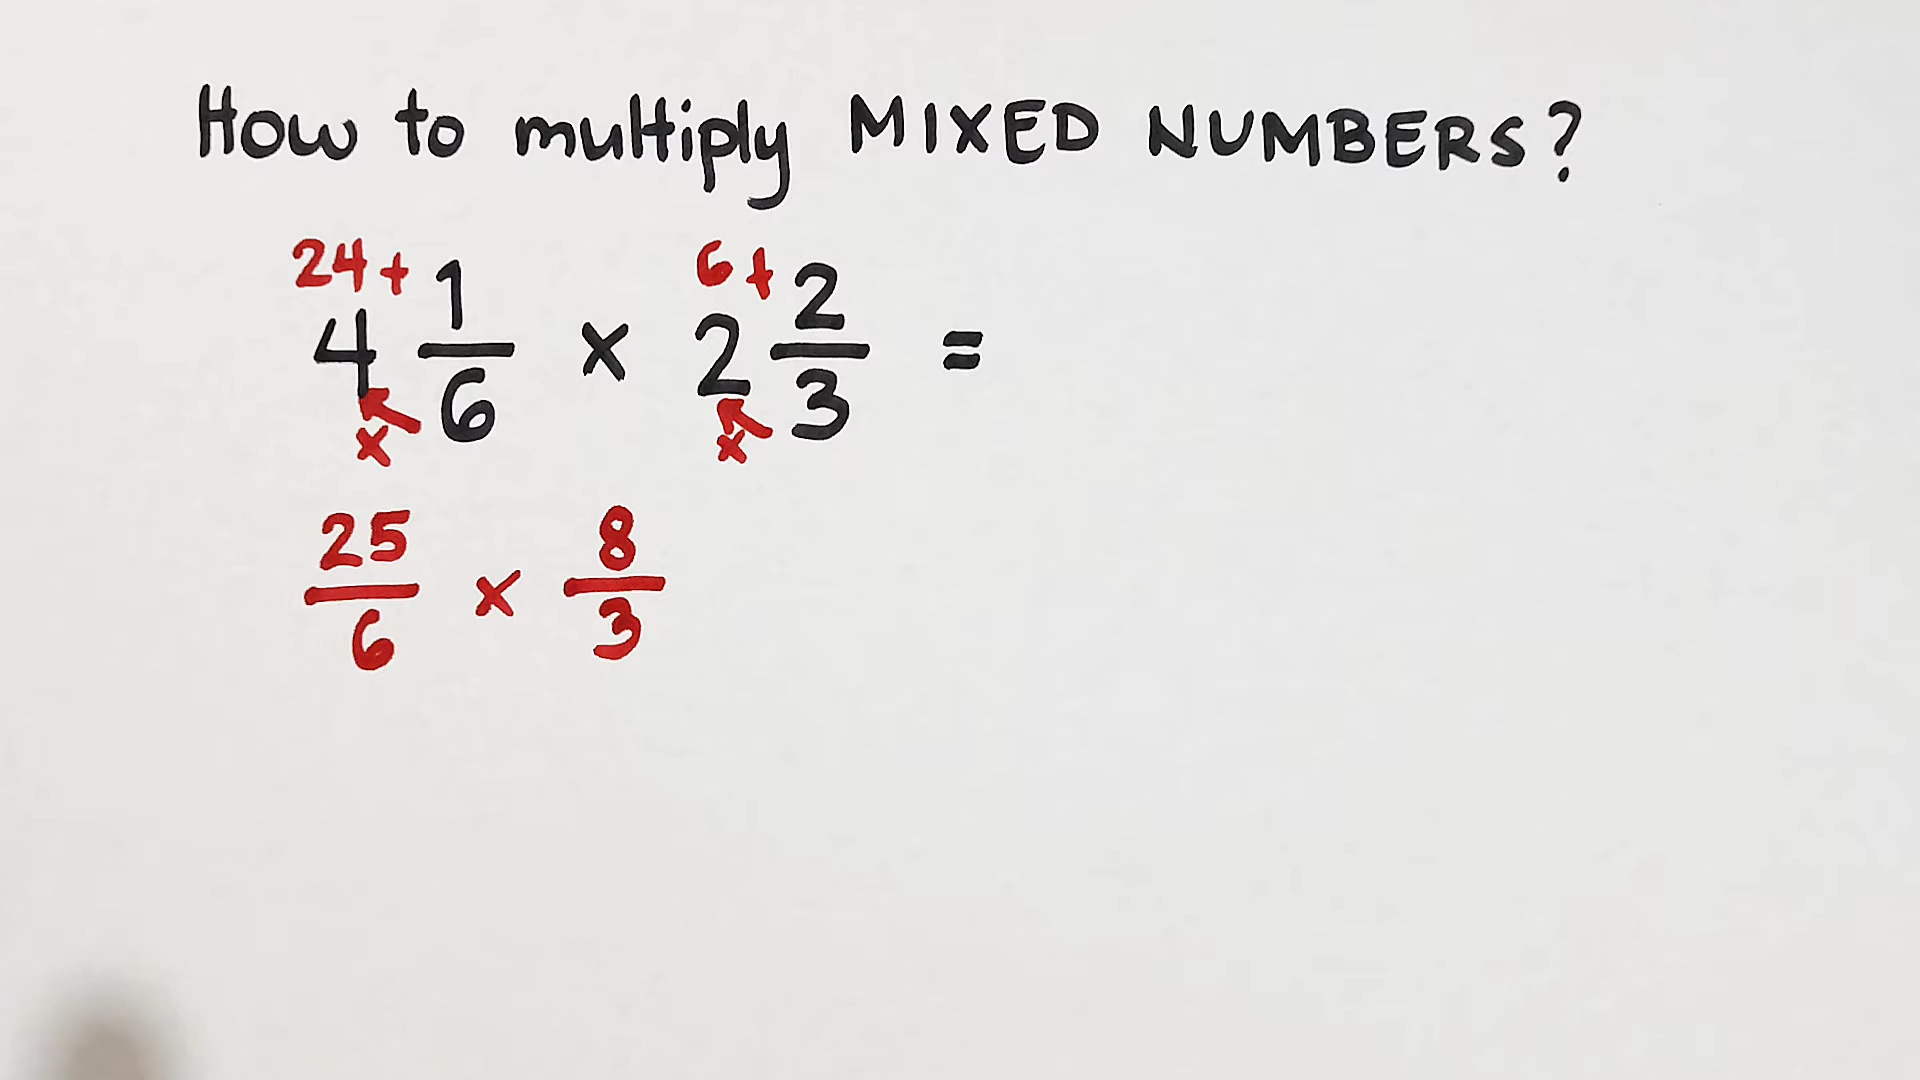 How to multiply MIXED NUMBERS?
24+ 6+
4 1/6 × 2 2/3 =
× ×
25/6 × 8/3